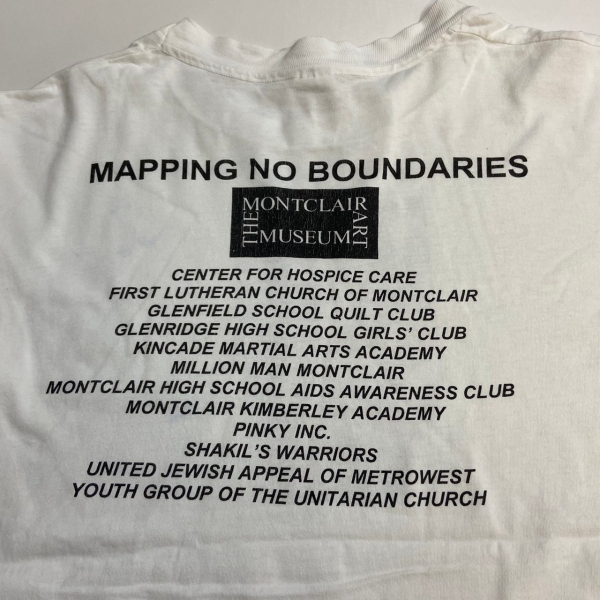 MAPPING NO BOUNDARIES
THE MONTCLAIR ART MUSEUM
CENTER FOR HOSPICE CARE
FIRST LUTHERAN CHURCH OF MONTCLAIR
GLENFIELD SCHOOL QUILT CLUB
GLENRIDGE HIGH SCHOOL GIRLS' CLUB
KINCADE MARTIAL ARTS ACADEMY
MILLION MAN MONTCLAIR
MONTCLAIR HIGH SCHOOL AIDS AWARENESS CLUB
MONTCLAIR KIMBERLEY ACADEMY
PINKY INC.
SHAKIL'S WARRIORS
UNITED JEWISH APPEAL OF METROWEST
YOUTH GROUP OF THE UNITARIAN CHURCH